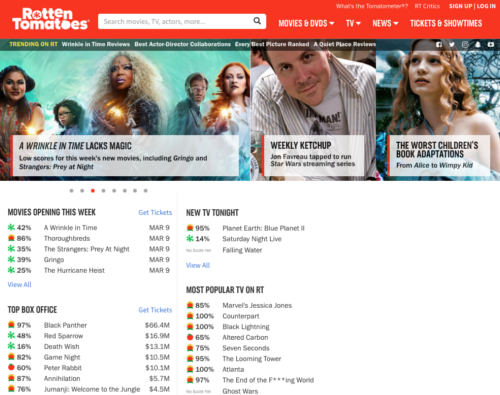 What's the Tomatometer®? RT Critics SIGN UP | LOG IN
Rotten
Tomatoes
Search movies, TV, actors, more...
MOVIES & DVDS TV NEWS TICKETS & SHOWTIMES
TRENDING ON RT Wrinkle in Time Reviews Best Actor-Director Collaborations Every Best Picture Ranked A Quiet Place Reviews
A WRINKLE IN TIME LACKS MAGIC
Low scores for this week's new movies, including Gringo and
Strangers: Prey at Night
WEEKLY KETCHUP
Jon Favreau tapped to run
Star Wars streaming series
THE WORST CHILDREN'S
BOOK ADAPTATIONS
From Alice to Wimpy Kid
MOVIES OPENING THIS WEEK Get Tickets
42% A Wrinkle in Time MAR 9
86% Thoroughbreds MAR 9
35% The Strangers: Prey At Night MAR 9
39% Gringo MAR 9
25% The Hurricane Heist MAR 9
View All
TOP BOX OFFICE Get Tickets
97% Black Panther $66.4M
48% Red Sparrow $16.9M
16% Death Wish $13.1M
82% Game Night $10.5M
60% Peter Rabbit $10.1M
87% Annihilation $5.7M
76% Jumanji: Welcome to the Jungle $4.5M
NEW TV TONIGHT
95% Planet Earth: Blue Planet II
14% Saturday Night Live
No Score Yet Falling Water
View All
MOST POPULAR TV ON RT
85% Marvel's Jessica Jones
100% Counterpart
100% Black Lightning
65% Altered Carbon
75% Seven Seconds
95% The Looming Tower
100% Atlanta
97% The End of the F***ing World
No Score Yet Ghost Wars